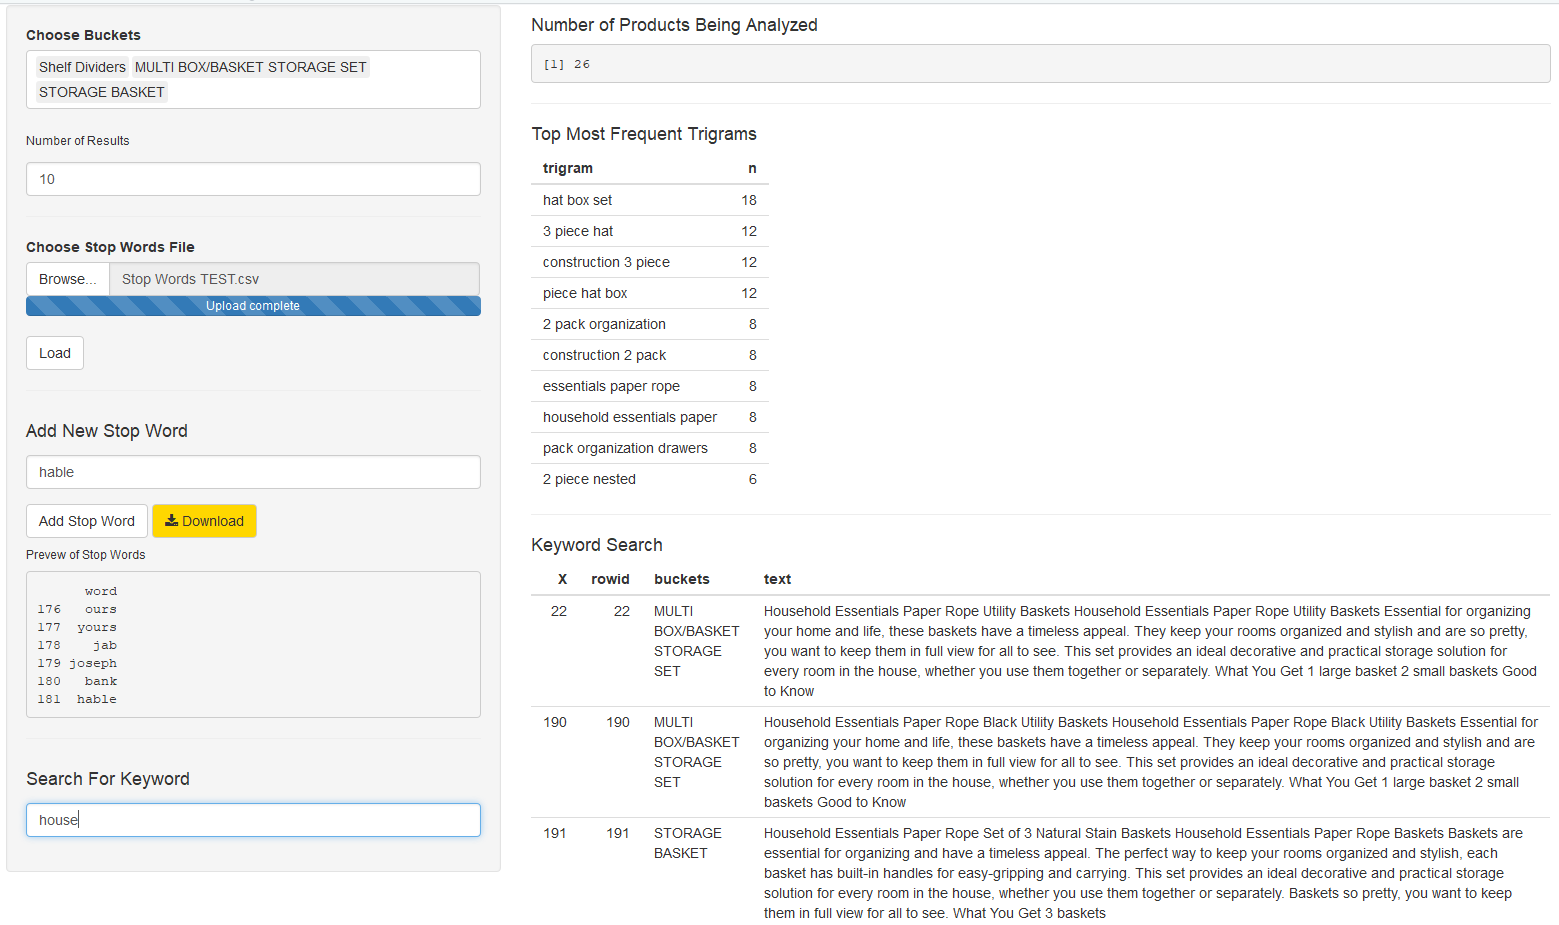 Choose Buckets
Shelf Dividers MULTI BOX/BASKET STORAGE SET
STORAGE BASKET
Number of Results
10
Choose Stop Words File
Browse... Stop Words TEST.csv
Upload complete
Load
Add New Stop Word
hable
Add Stop Word Download
Prevew of Stop Words
word
176 ours
177 yours
178 jab
179 joseph
180 bank
181 hable
Search For Keyword
house
Number of Products Being Analyzed
[1] 26
Top Most Frequent Trigrams
trigram n
hat box set 18
3 piece hat 12
construction 3 piece 12
piece hat box 12
2 pack organization 8
construction 2 pack 8
essentials paper rope 8
household essentials paper 8
pack organization drawers 8
2 piece nested 6
Keyword Search
X rowid buckets text
22 22 MULTI Household Essentials Paper Rope Utility Baskets Household Essentials Paper Rope Utility Baskets Essential for organizing
BOX/BASKET your home and life, these baskets have a timeless appeal. They keep your rooms organized and stylish and are so pretty,
STORAGE you want to keep them in full view for all to see. This set provides an ideal decorative and practical storage solution for
SET every room in the house, whether you use them together or separately. What You Get 1 large basket 2 small baskets Good
to Know
190 190 MULTI Household Essentials Paper Rope Black Utility Baskets Household Essentials Paper Rope Black Utility Baskets Essential for
BOX/BASKET organizing your home and life, these baskets have a timeless appeal. They keep your rooms organized and stylish and are
STORAGE so pretty, you want to keep them in full view for all to see. This set provides an ideal decorative and practical storage
SET solution for every room in the house, whether you use them together or separately. What You Get 1 large basket 2 small
baskets Good to Know
191 191 STORAGE Household Essentials Paper Rope Set of 3 Natural Stain Baskets Household Essentials Paper Rope Baskets Baskets are
BASKET essential for organizing and have a timeless appeal. The perfect way to keep your rooms organized and stylish, each
basket has built-in handles for easy-gripping and carrying. This set provides an ideal decorative and practical storage
solution for every room in the house, whether you use them together or separately. Baskets so pretty, you want to keep
them in full view for all to see. What You Get 3 baskets